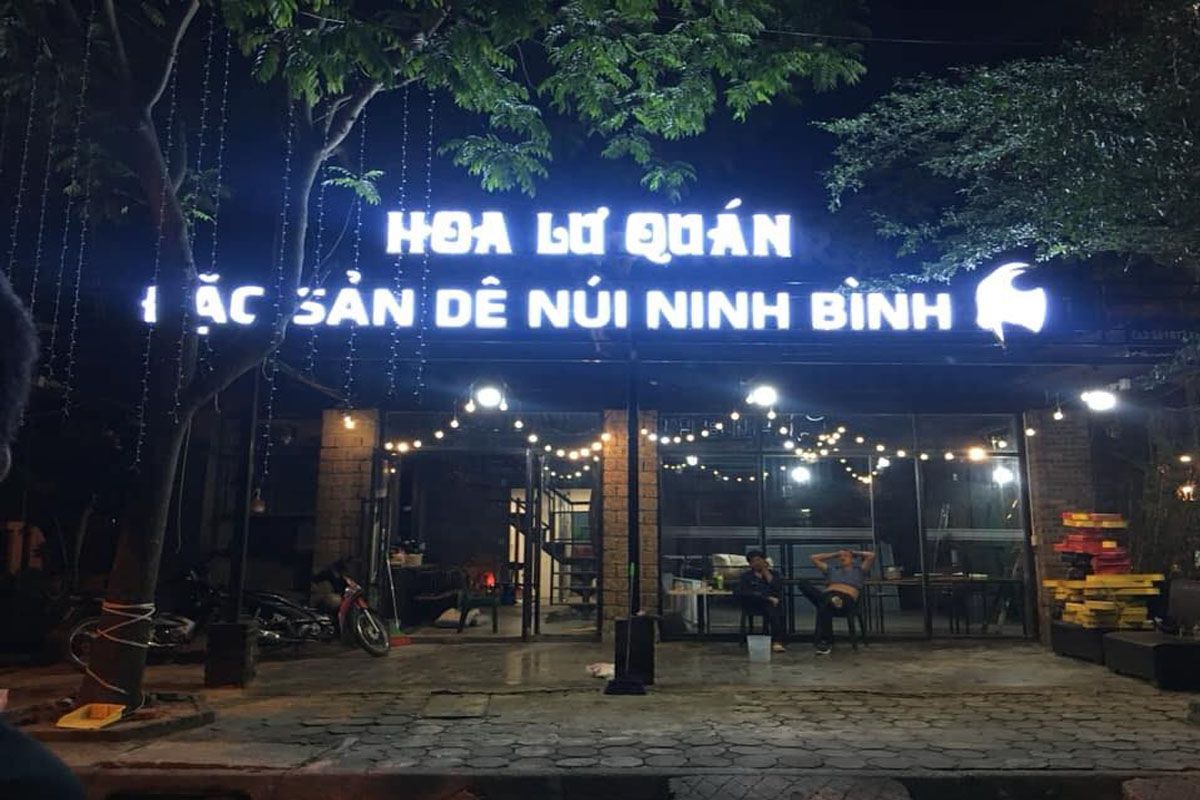 HOA LƯ QUÁN
ĐẶC SẢN DÊ NÚI NINH BÌNH